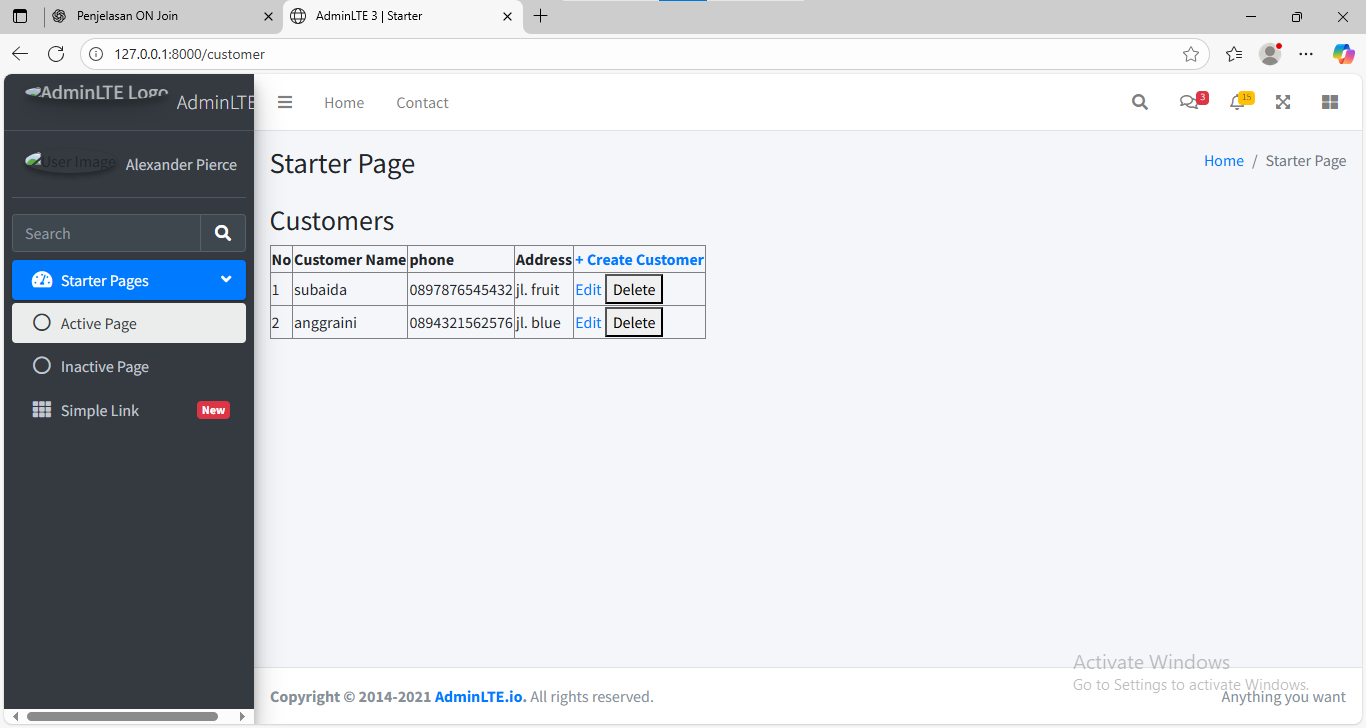 Penjelasan ON Join
AdminLTE 3 | Starter
127.0.0.1:8000/customer
AdminLTE Logo AdminLTE
Home Contact
3 15
User Image Alexander Pierce
Search
Starter Pages
Active Page
Inactive Page
Simple Link New
Starter Page
Home / Starter Page
Customers
No Customer Name phone Address + Create Customer
1 subaida 0897876545432 jl. fruit Edit Delete
2 anggraini 0894321562576 jl. blue Edit Delete
Activate Windows
Go to Settings to activate Windows.
Copyright © 2014-2021 AdminLTE.io. All rights reserved.
Anything you want